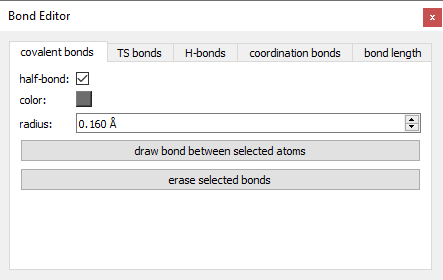 Bond Editor x
covalent bonds TS bonds H-bonds coordination bonds bond length
half-bond:
color:
radius: 0.160 Å
draw bond between selected atoms
erase selected bonds